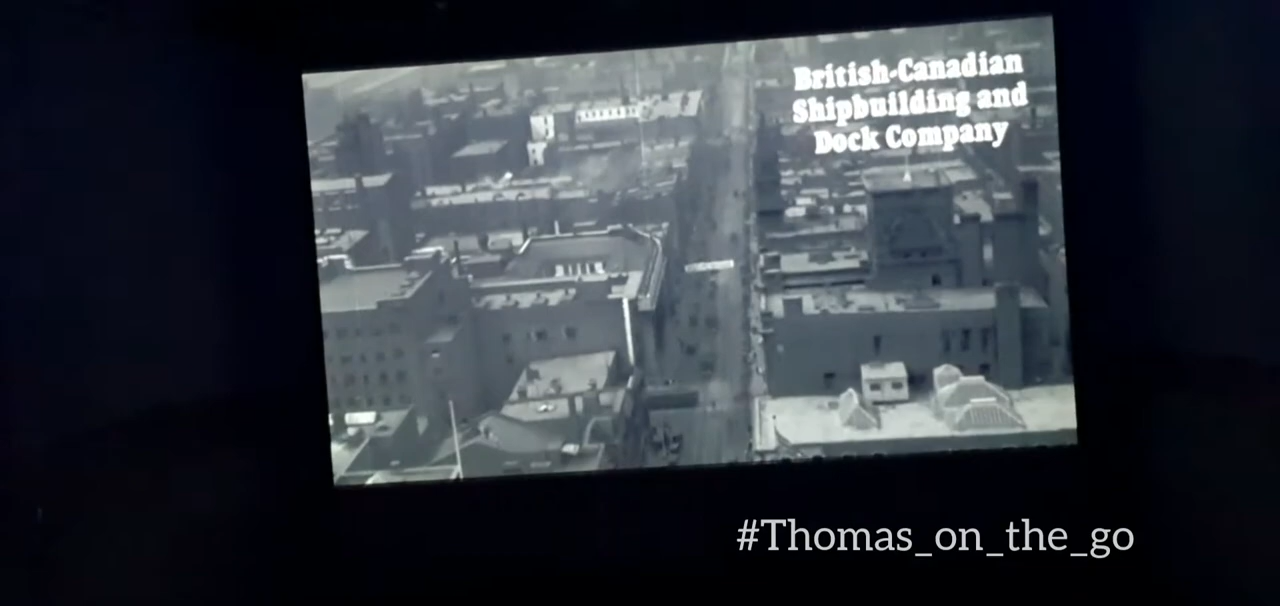 British-Canadian
Shipbuilding and
Dock Company
#Thomas_on_the_go